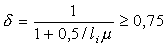 δ = 1 / (1 + 0,5 / l_i μ) ≥ 0,75